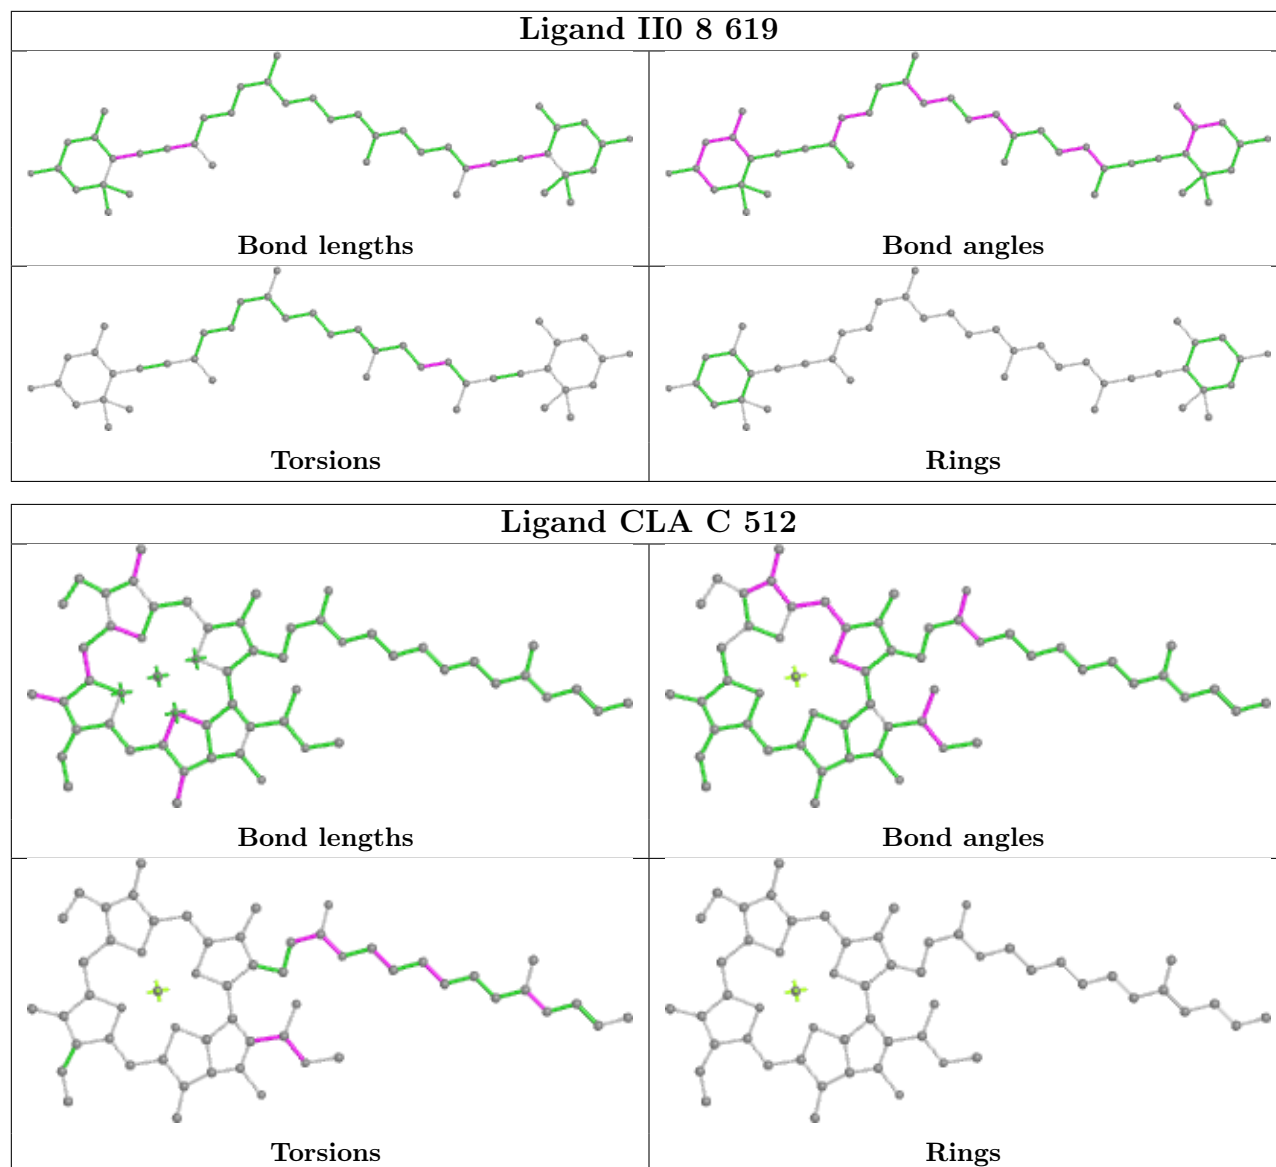 Ligand II0 8 619
Bond lengths
Bond angles
Torsions
Rings
Ligand CLA C 512
Bond lengths
Bond angles
Torsions
Rings